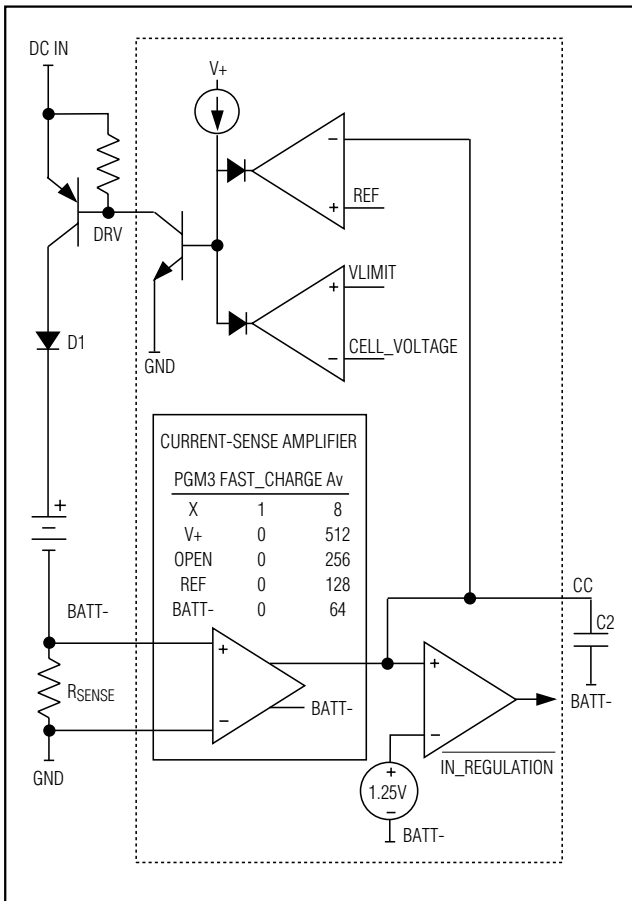 DC IN
V+
DRV
GND
−
REF
+
VLIMIT
+
CELL_VOLTAGE
−
D1
+
CURRENT-SENSE AMPLIFIER
PGM3 FAST_CHARGE Av
X 1 8
V+ 0 512
OPEN 0 256
REF 0 128
BATT- 0 64
BATT-
RSENSE
GND
+
−
BATT-
CC
C2
BATT-
+
−
IN_REGULATION
+
1.25V
−
BATT-